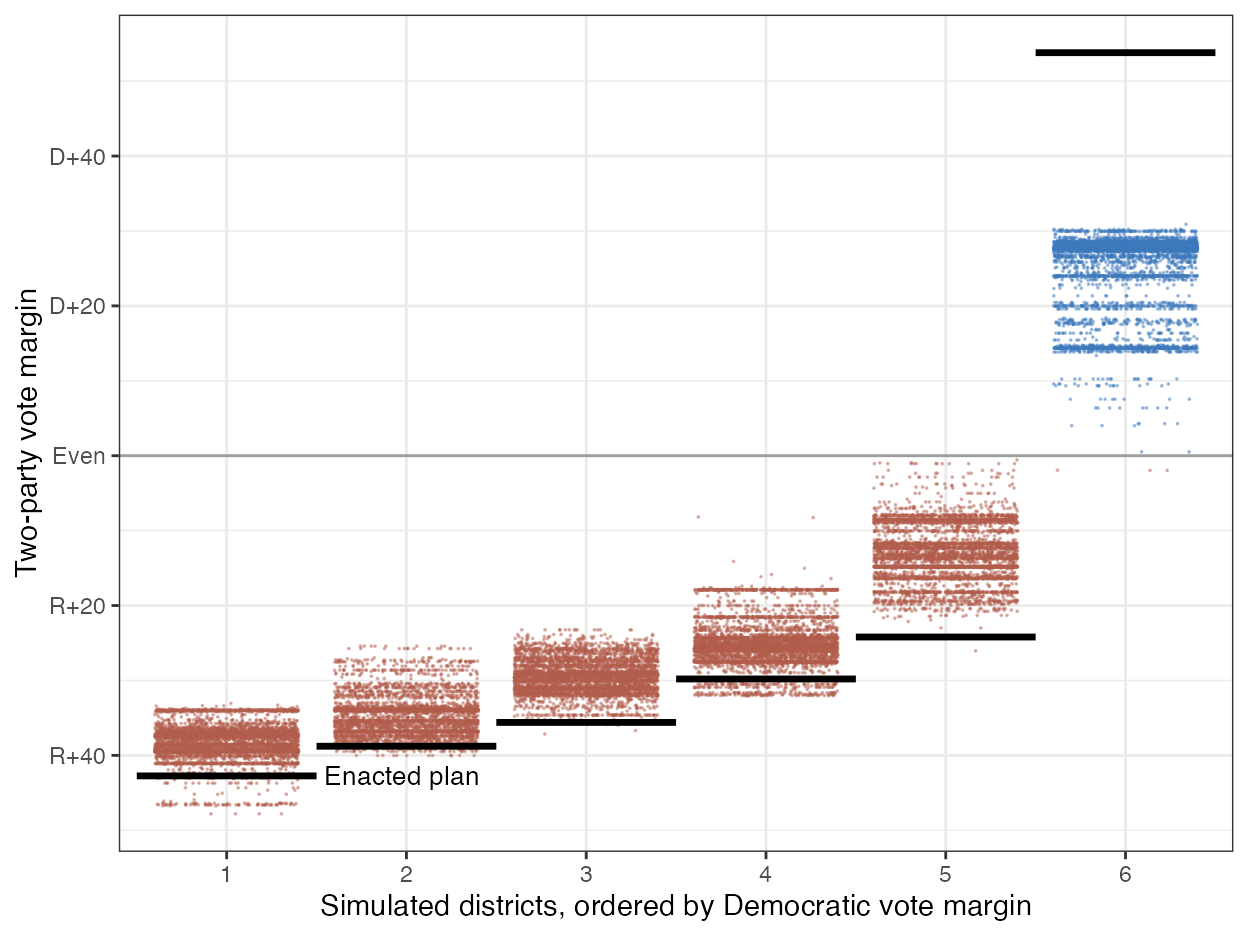 D+40
D+20
Even
R+20
R+40
Two-party vote margin
Enacted plan
1 2 3 4 5 6
Simulated districts, ordered by Democratic vote margin